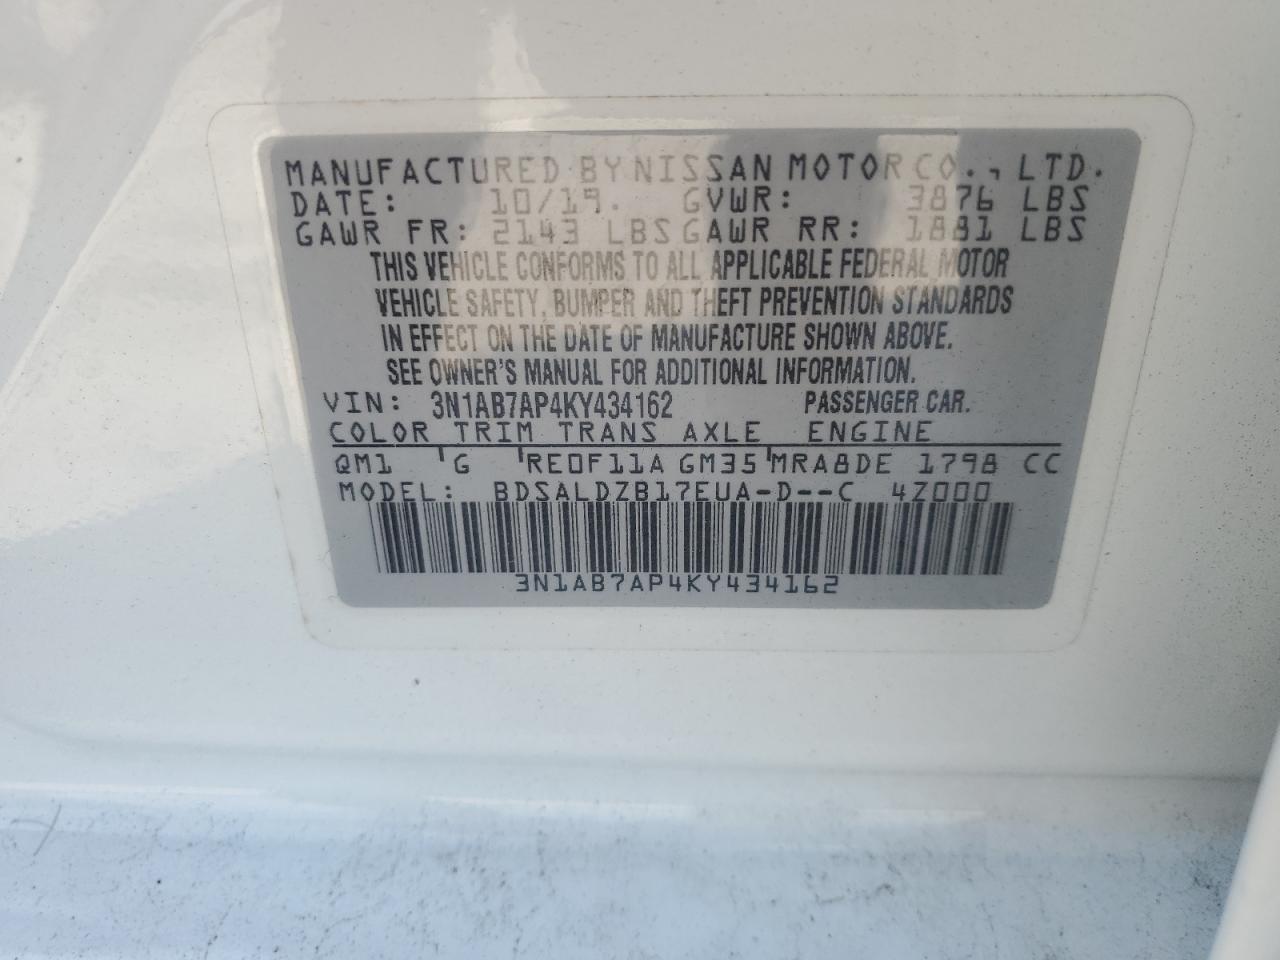 MANUFACTURED BY NISSAN MOTOR CO., LTD.
DATE: 10/19. GVWR: 3876 LBS
GAWR FR: 2143 LBS GAWR RR: 1881 LBS
THIS VEHICLE CONFORMS TO ALL APPLICABLE FEDERAL MOTOR
VEHICLE SAFETY, BUMPER AND THEFT PREVENTION STANDARDS
IN EFFECT ON THE DATE OF MANUFACTURE SHOWN ABOVE.
SEE OWNER'S MANUAL FOR ADDITIONAL INFORMATION.
VIN: 3N1AB7AP4KY434162 PASSENGER CAR.
COLOR TRIM TRANS AXLE ENGINE
QM1 G RE0F11A GM35 MRA8DE 1798 CC
MODEL: BDSALDZB17EUA-D--C 4Z000
3N1AB7AP4KY434162